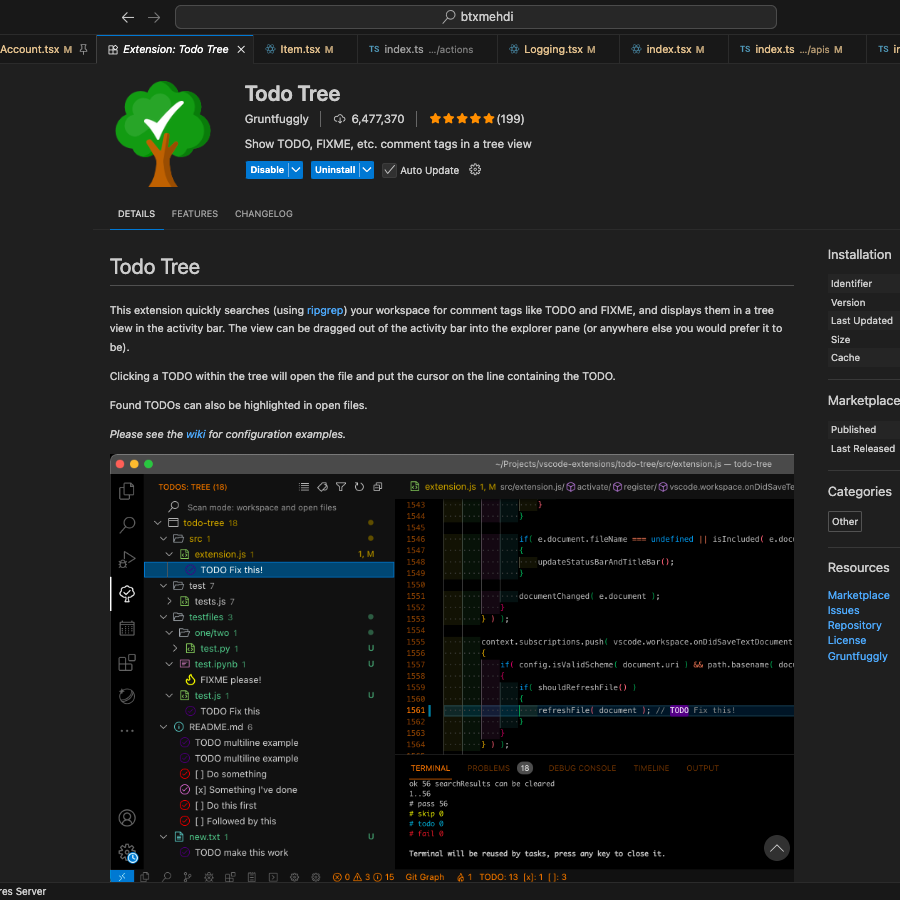 btxmehdi
Account.tsx M
Extension: Todo Tree
Item.tsx M
TS index.ts .../actions
Logging.tsx M
index.tsx M
TS index.ts .../apis M
TS
Todo Tree
Gruntfuggly
6,477,370
(199)
Show TODO, FIXME, etc. comment tags in a tree view
Disable
Uninstall
Auto Update
DETAILS
FEATURES
CHANGELOG
Todo Tree
This extension quickly searches (using ripgrep) your workspace for comment tags like TODO and FIXME, and displays them in a tree
view in the activity bar. The view can be dragged out of the activity bar into the explorer pane (or anywhere else you would prefer it to
be).
Clicking a TODO within the tree will open the file and put the cursor on the line containing the TODO.
Found TODOs can also be highlighted in open files.
Please see the wiki for configuration examples.
~/Projects/vscode-extensions/todo-tree/src/extension.js — todo-tree
TODOS: TREE (18)
Scan mode: workspace and open files
todo-tree 18
src 1
extension.js 1
1, M
TODO Fix this!
test 7
tests.js 7
testfiles 3
one/two 1
test.py 1
U
test.ipynb 1
U
FIXME please!
test.js 1
U
TODO Fix this
README.md 6
TODO multiline example
TODO multiline example
[ ] Do something
[x] Something I've done
[ ] Do this first
[ ] Followed by this
new.txt 1
U
TODO make this work
extension.js 1, M
src/extension.js/ activate/ register/ vscode.workspace.onDidSaveTe
1543 }
1544 }
1545
1546 if( e.document.fileName === undefined || isIncluded( e.doc
1547 {
1548 updateStatusBarAndTitleBar();
1549 }
1550
1551 documentChanged( e.document );
1552 }
1553 } ) );
1554
1555 context.subscriptions.push( vscode.workspace.onDidSaveTextDocument
1556 {
1557 if( config.isValidScheme( document.uri ) && path.basename( docu
1558 {
1559 if( shouldRefreshFile() )
1560 {
1561 refreshFile( document ); // TODO Fix this!
1562 }
1563 }
1564 } ) );
TERMINAL
PROBLEMS 18
DEBUG CONSOLE
TIMELINE
OUTPUT
ok 56 searchResults can be cleared
1..56
# pass 56
# skip 0
# todo 0
# fail 0
Terminal will be reused by tasks, press any key to close it.
0 3 15
Git Graph
1
TODO: 13 [x]: 1 [ ]: 3
Installation
Identifier
Version
Last Updated
Size
Cache
Marketplace
Published
Last Released
Categories
Other
Resources
Marketplace
Issues
Repository
License
Gruntfuggly
res Server